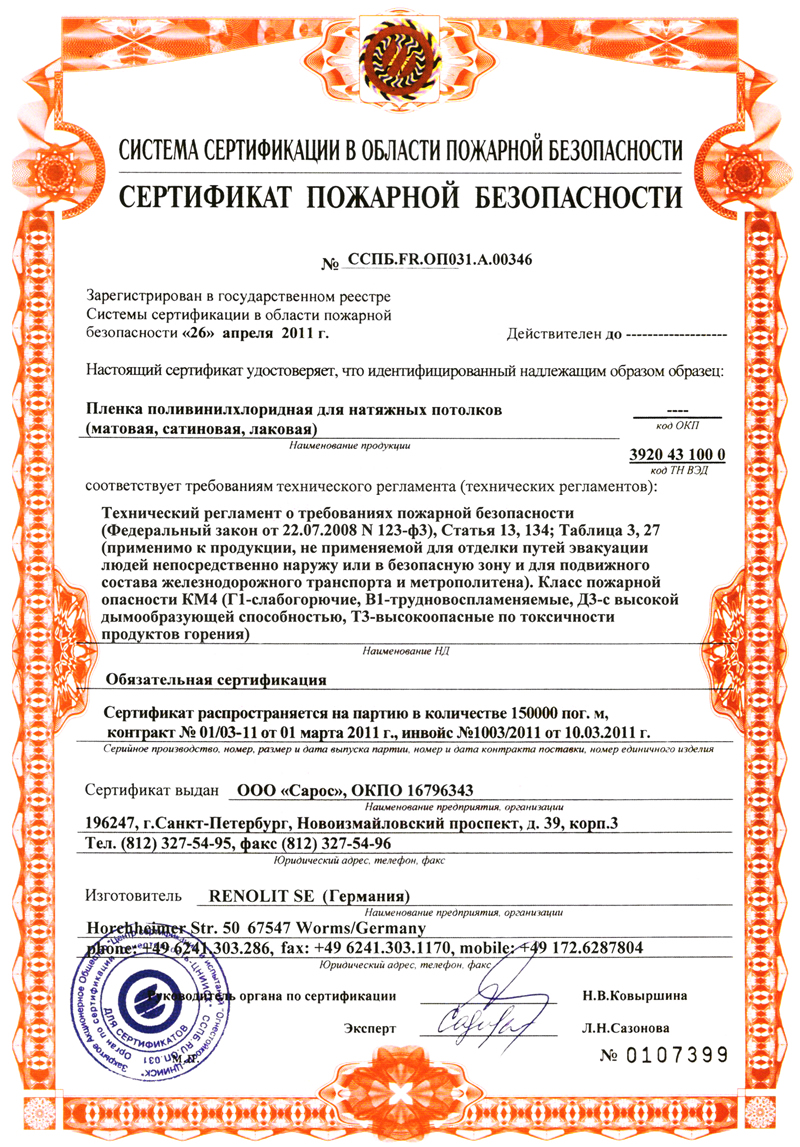 СИСТЕМА СЕРТИФИКАЦИИ В ОБЛАСТИ ПОЖАРНОЙ БЕЗОПАСНОСТИ
СЕРТИФИКАТ ПОЖАРНОЙ БЕЗОПАСНОСТИ
№ ССПБ.FR.ОП031.А.00346
Зарегистрирован в государственном реестре
Системы сертификации в области пожарной
безопасности «26» апреля 2011 г.
Действителен до -------------------
Настоящий сертификат удостоверяет, что идентифицированный надлежащим образом образец:
Пленка поливинилхлоридная для натяжных потолков
(матовая, сатиновая, лаковая)
Наименование продукции
----
код ОКП
3920 43 100 0
код ТН ВЭД
соответствует требованиям технического регламента (технических регламентов):
Технический регламент о требованиях пожарной безопасности
(Федеральный закон от 22.07.2008 N 123-ф3), Статья 13, 134; Таблица 3, 27
(применимо к продукции, не применяемой для отделки путей эвакуации
людей непосредственно наружу или в безопасную зону и для подвижного
состава железнодорожного транспорта и метрополитена). Класс пожарной
опасности КМ4 (Г1-слабогорючие, В1-трудновоспламеняемые, Д3-с высокой
дымообразующей способностью, Т3-высокоопасные по токсичности
продуктов горения)
Наименование НД
Обязательная сертификация
Сертификат распространяется на партию в количестве 150000 пог. м,
контракт № 01/03-11 от 01 марта 2011 г., инвойс №1003/2011 от 10.03.2011 г.
Серийное производство, номер, размер и дата выпуска партии, номер и дата контракта поставки, номер единичного изделия
Сертификат выдан ООО «Сарос», ОКПО 16796343
Наименование предприятия, организации
196247, г.Санкт-Петербург, Новоизмайловский проспект, д. 39, корп.3
Тел. (812) 327-54-95, факс (812) 327-54-96
Юридический адрес, телефон, факс
Изготовитель RENOLIT SE (Германия)
Наименование предприятия, организации
Horchheimer Str. 50 67547 Worms/Germany
phone: +49 6241.303.286, fax: +49 6241.303.1170, mobile: +49 172.6287804
Юридический адрес, телефон, факс
Руководитель органа по сертификации Н.В.Ковыршина
Эксперт Л.Н.Сазонова
М.П.
№ 0107399
ДЛЯ СЕРТИФИКАТОВ